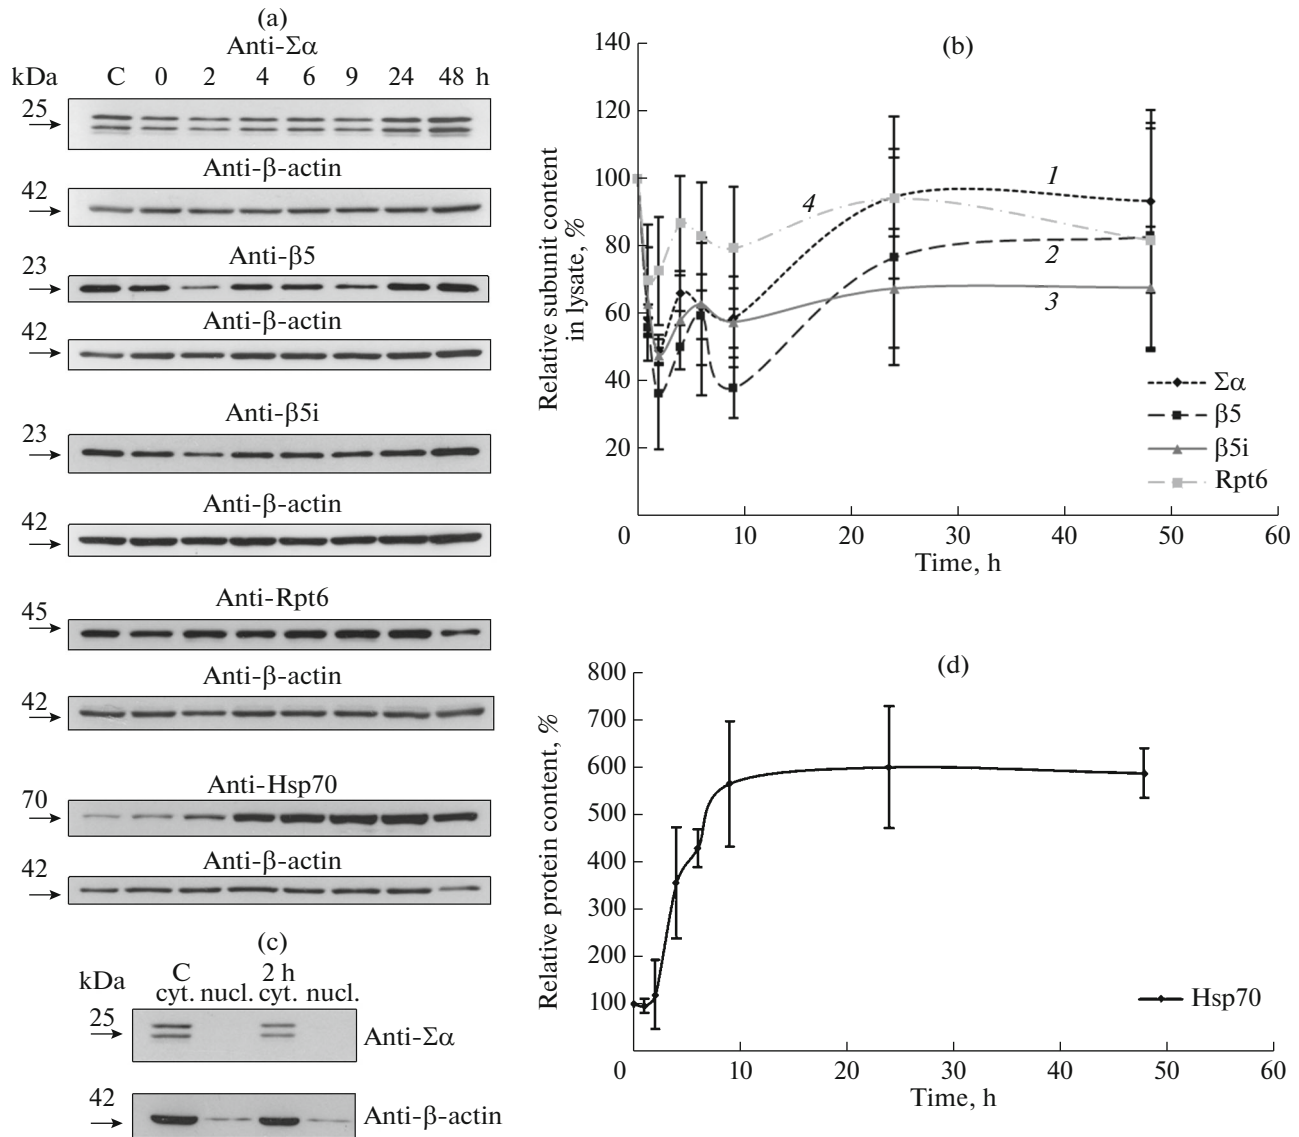 (a)
Anti-Σα
kDa C 0 2 4 6 9 24 48 h
25
Anti-β-actin
42
Anti-β5
23
Anti-β-actin
42
Anti-β5i
23
Anti-β-actin
42
Anti-Rpt6
45
Anti-β-actin
42
Anti-Hsp70
70
Anti-β-actin
42
(b)
Relative subunit content
in lysate, %
140
120
100
80
60
40
20
0 10 20 30 40 50 60
Time, h
1
2
3
4
Σα
β5
β5i
Rpt6
(c)
kDa C 2 h
cyt. nucl. cyt. nucl.
25
Anti-Σα
42
Anti-β-actin
(d)
Relative protein content, %
800
700
600
500
400
300
200
100
0 10 20 30 40 50 60
Time, h
Hsp70